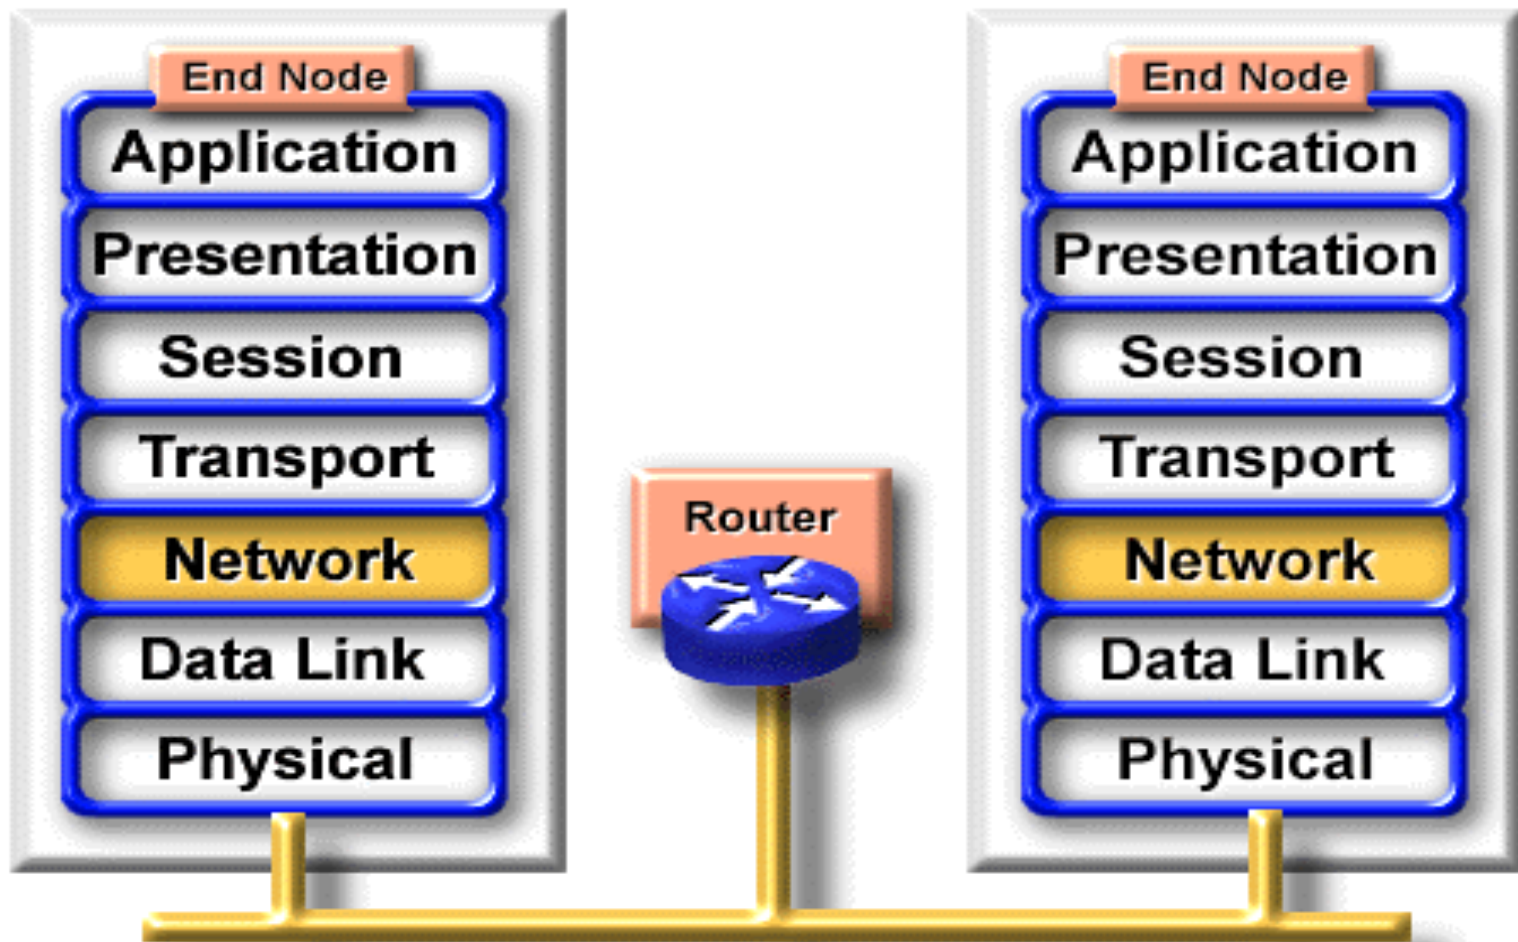 End Node
Application
Presentation
Session
Transport
Network
Data Link
Physical
Router
End Node
Application
Presentation
Session
Transport
Network
Data Link
Physical